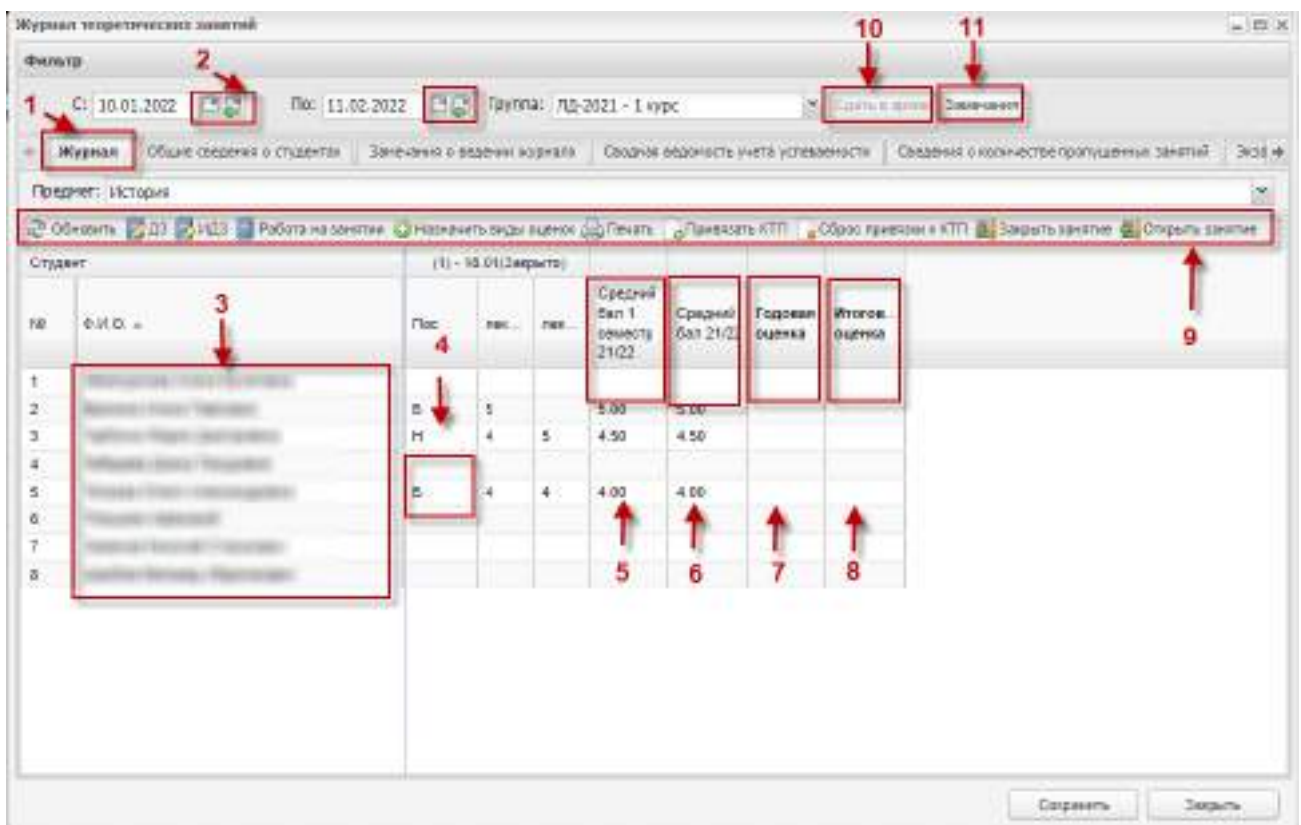 Журнал теоретических занятий
10 11
Фильтр
2
1 С: 10.01.2022 По: 11.02.2022 Группа: ЛД-2021 - 1 курс Сдать в архив Замечания
Журнал Общие сведения о студентах Замечания о ведении журнала Сводная ведомость учета успеваемости Сведения о количестве пропущенных занятий Экза
Предмет: История
Обновить ДЗ ИДЗ Работа на занятии Назначить виды оценок Печать Привязать КТП Сброс привязки к КТП Закрыть занятие Открыть занятие
Студент (1) - 10.01(Закрыто)
№ Ф.И.О. Пос лек... лек... Средний бал 1 семестр 21/22 Средний бал 21/22 Годовая оценка Итогов... оценка
3 4 9
1
2 Б 5 5.00 5.00
3 Н 4 5 4.50 4.50
4
5 Б 4 4 4.00 4.00
6
7
8
5 6 7 8
Сохранить Закрыть